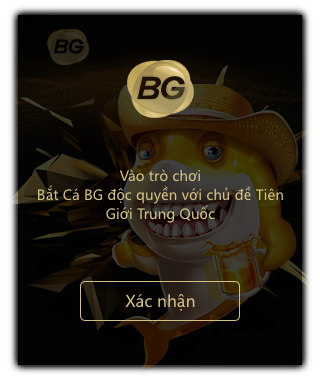 BG
BG
Vào trò chơi
Bắt Cá BG độc quyền với chủ đề Tiên
Giới Trung Quốc
Xác nhận